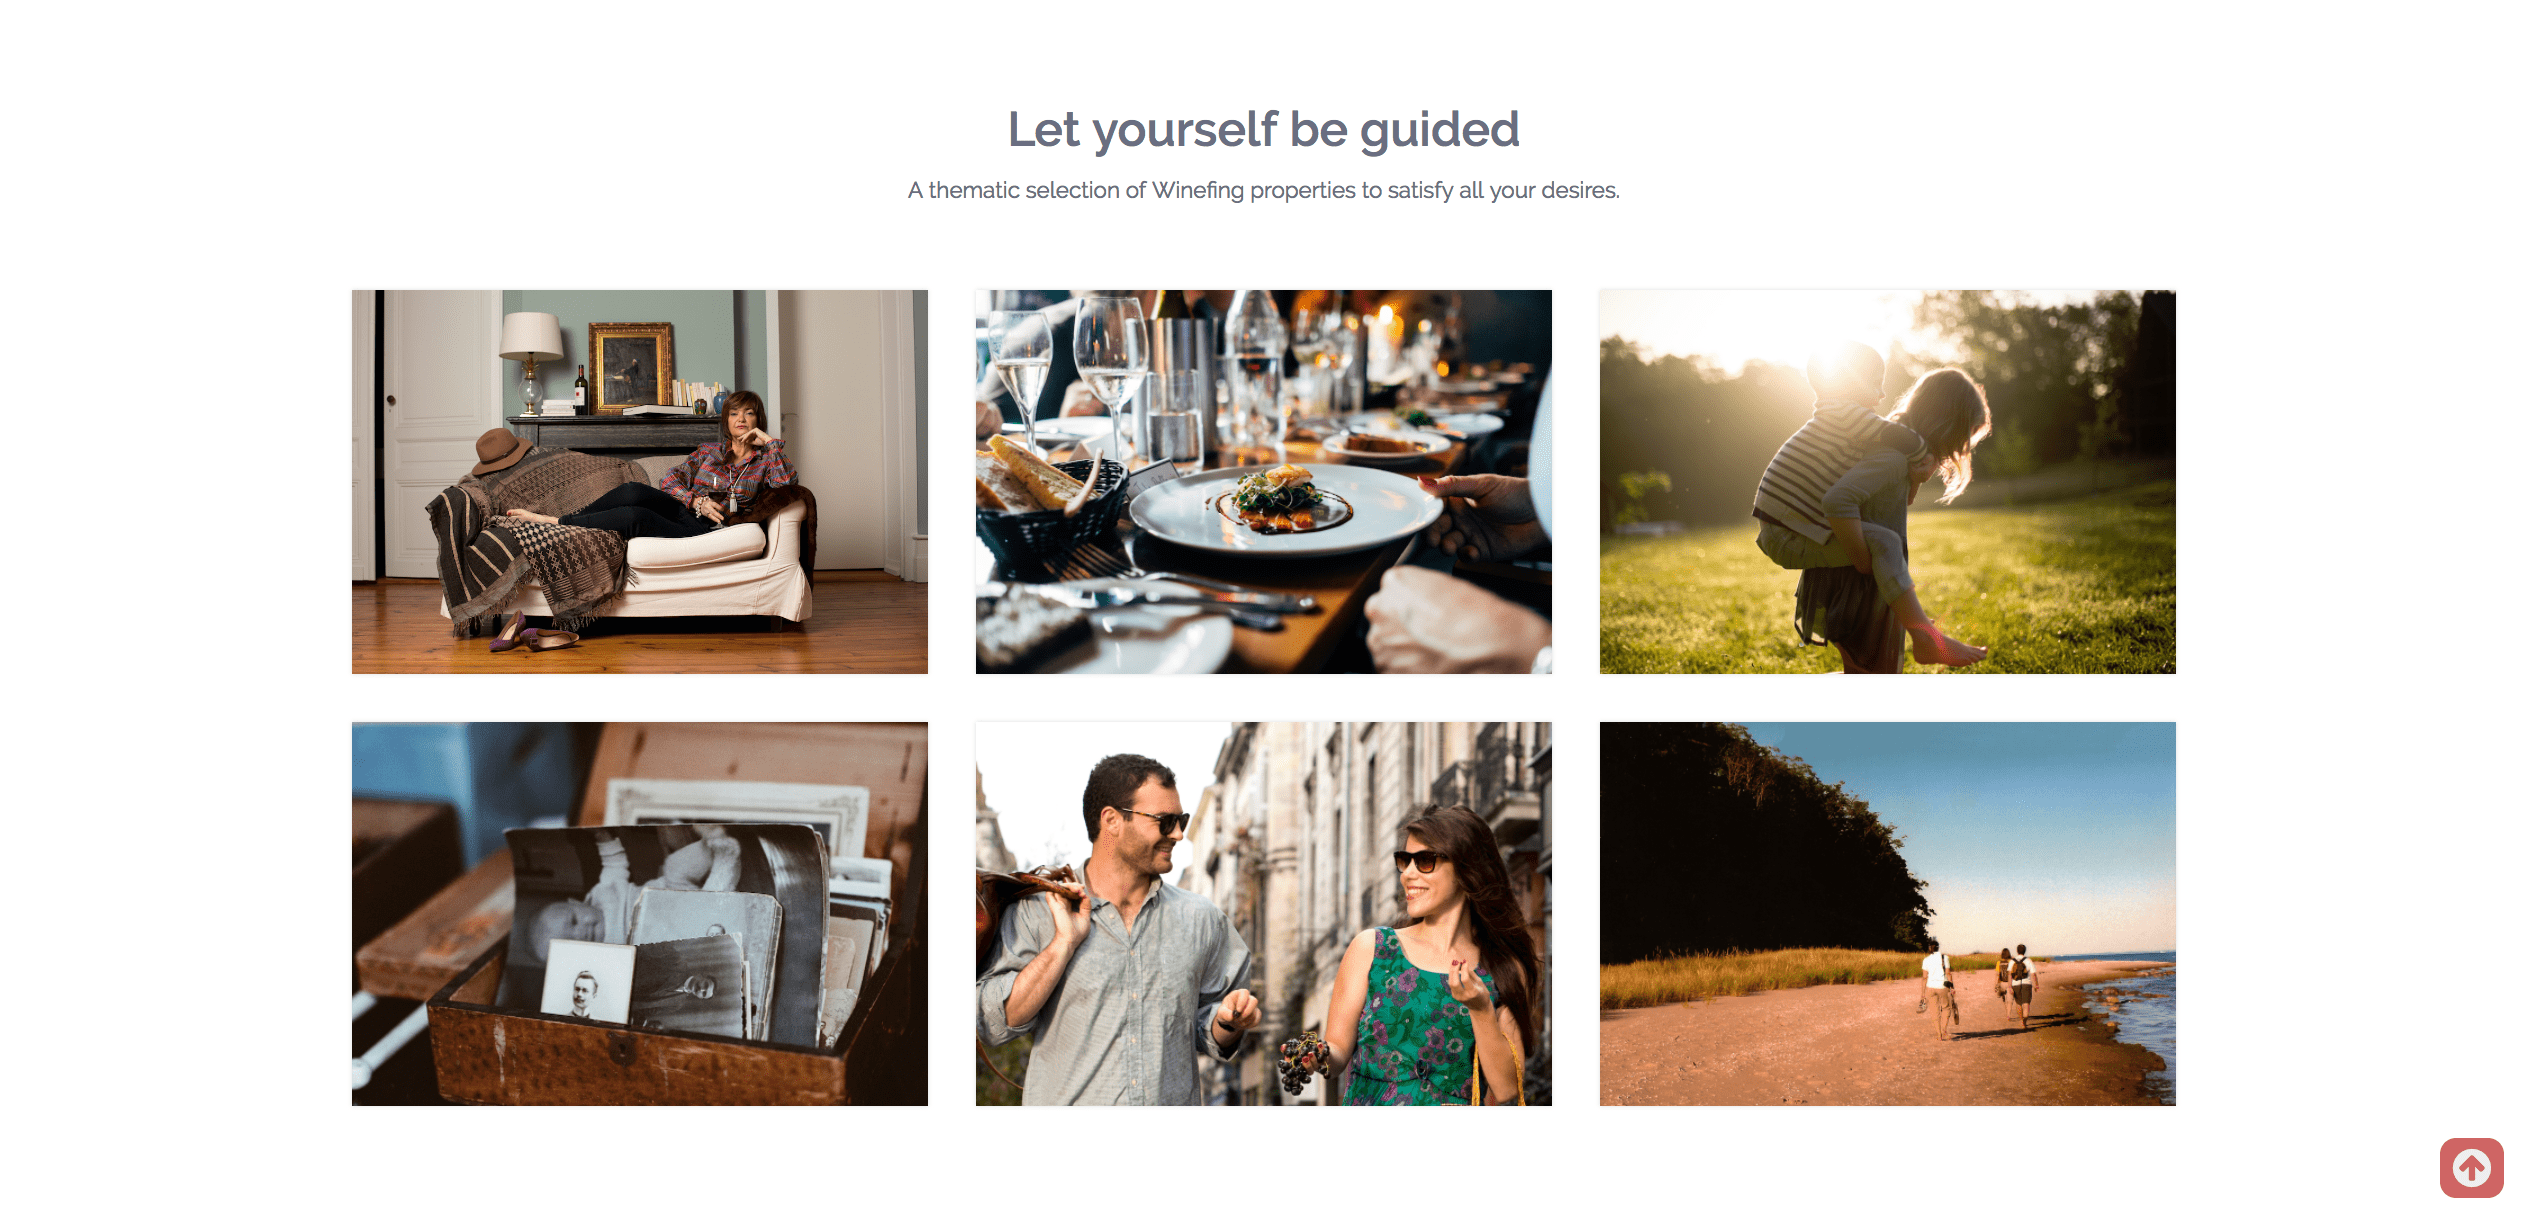 Let yourself be guided
A thematic selection of Winefing properties to satisfy all your desires.